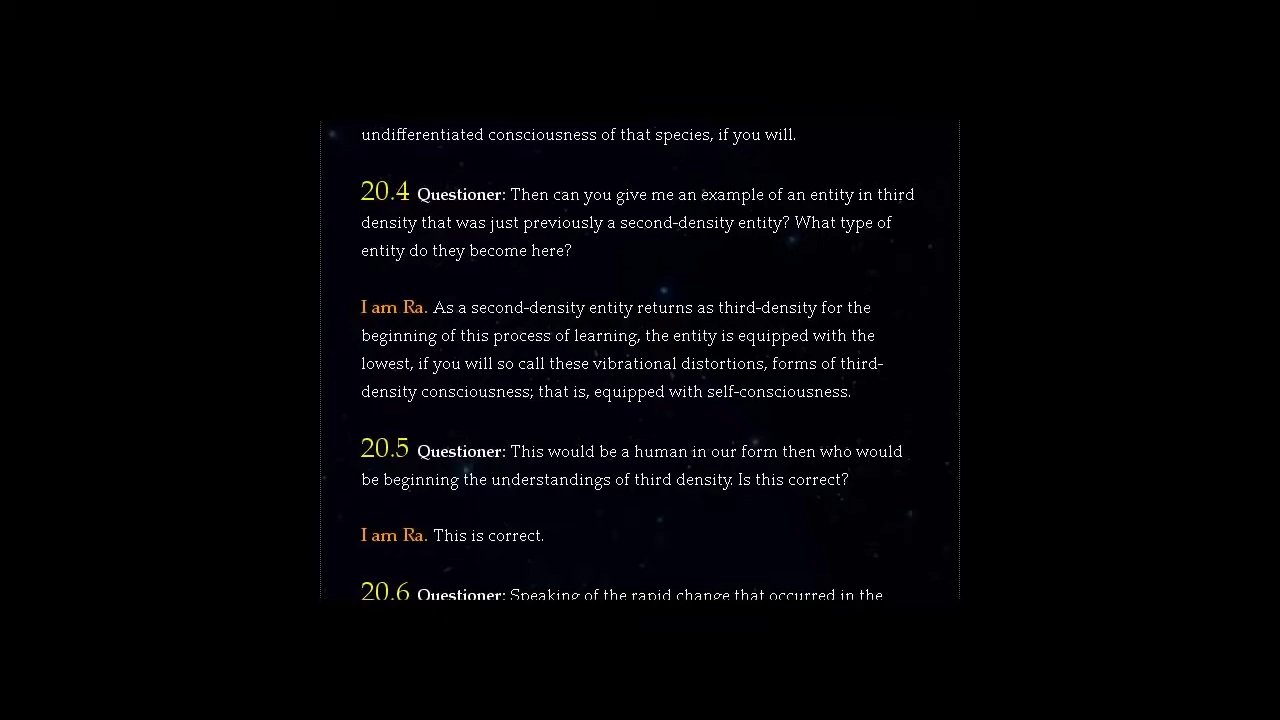 undifferentiated consciousness of that species, if you will.
20.4 Questioner: Then can you give me an example of an entity in third
density that was just previously a second-density entity? What type of
entity do they become here?
I am Ra. As a second-density entity returns as third-density for the
beginning of this process of learning, the entity is equipped with the
lowest, if you will so call these vibrational distortions, forms of third-
density consciousness; that is, equipped with self-consciousness.
20.5 Questioner: This would be a human in our form then who would
be beginning the understandings of third density. Is this correct?
I am Ra. This is correct.
20.6 Questioner: Speaking of the rapid change that occurred in the